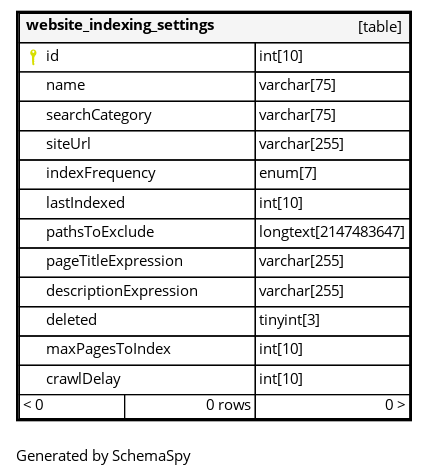 website_indexing_settings [table]
id int[10]
name varchar[75]
searchCategory varchar[75]
siteUrl varchar[255]
indexFrequency enum[7]
lastIndexed int[10]
pathsToExclude longtext[2147483647]
pageTitleExpression varchar[255]
descriptionExpression varchar[255]
deleted tinyint[3]
maxPagesToIndex int[10]
crawlDelay int[10]
< 0 0 rows 0 >
Generated by SchemaSpy